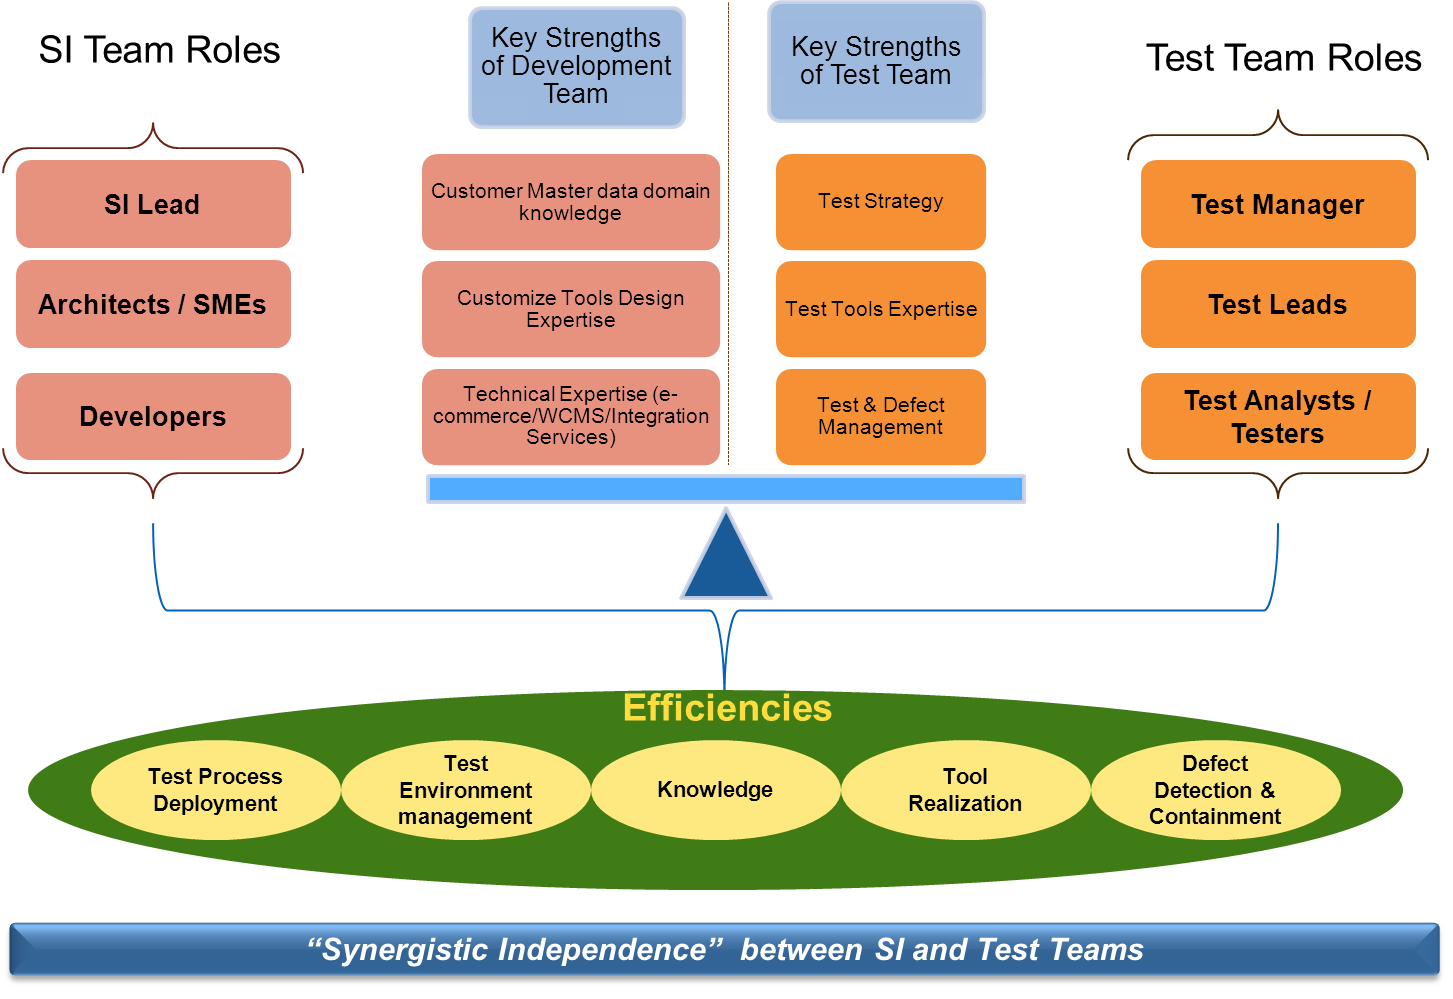 SI Team Roles
Key Strengths
of Development
Team
Key Strengths
of Test Team
Test Team Roles
SI Lead
Architects / SMEs
Developers
Customer Master data domain
knowledge
Customize Tools Design
Expertise
Technical Expertise (e-
commerce/WCMS/Integration
Services)
Test Strategy
Test Tools Expertise
Test & Defect
Management
Test Manager
Test Leads
Test Analysts /
Testers
Efficiencies
Test Process
Deployment
Test
Environment
management
Knowledge
Tool
Realization
Defect
Detection &
Containment
“Synergistic Independence”  between SI and Test Teams